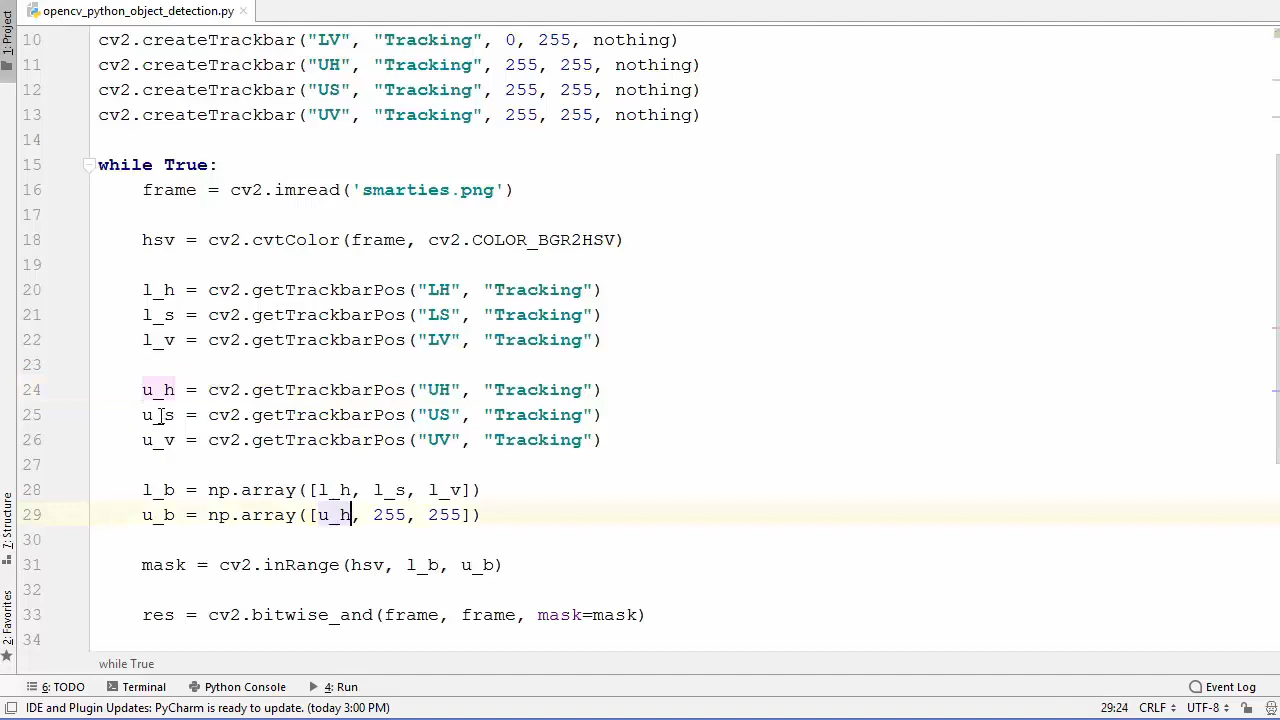 opencv_python_object_detection.py
1: Project
10 cv2.createTrackbar("LV", "Tracking", 0, 255, nothing)
11 cv2.createTrackbar("UH", "Tracking", 255, 255, nothing)
12 cv2.createTrackbar("US", "Tracking", 255, 255, nothing)
13 cv2.createTrackbar("UV", "Tracking", 255, 255, nothing)
14
15 while True:
16 frame = cv2.imread('smarties.png')
17
18 hsv = cv2.cvtColor(frame, cv2.COLOR_BGR2HSV)
19
20 l_h = cv2.getTrackbarPos("LH", "Tracking")
21 l_s = cv2.getTrackbarPos("LS", "Tracking")
22 l_v = cv2.getTrackbarPos("LV", "Tracking")
23
24 u_h = cv2.getTrackbarPos("UH", "Tracking")
25 u_s = cv2.getTrackbarPos("US", "Tracking")
26 u_v = cv2.getTrackbarPos("UV", "Tracking")
27
28 l_b = np.array([l_h, l_s, l_v])
29 u_b = np.array([u_h, 255, 255])
30
31 mask = cv2.inRange(hsv, l_b, u_b)
32
33 res = cv2.bitwise_and(frame, frame, mask=mask)
34
7: Structure
2: Favorites
while True
6: TODO Terminal Python Console 4: Run Event Log
IDE and Plugin Updates: PyCharm is ready to update. (today 3:00 PM) 29:24 CRLF UTF-8